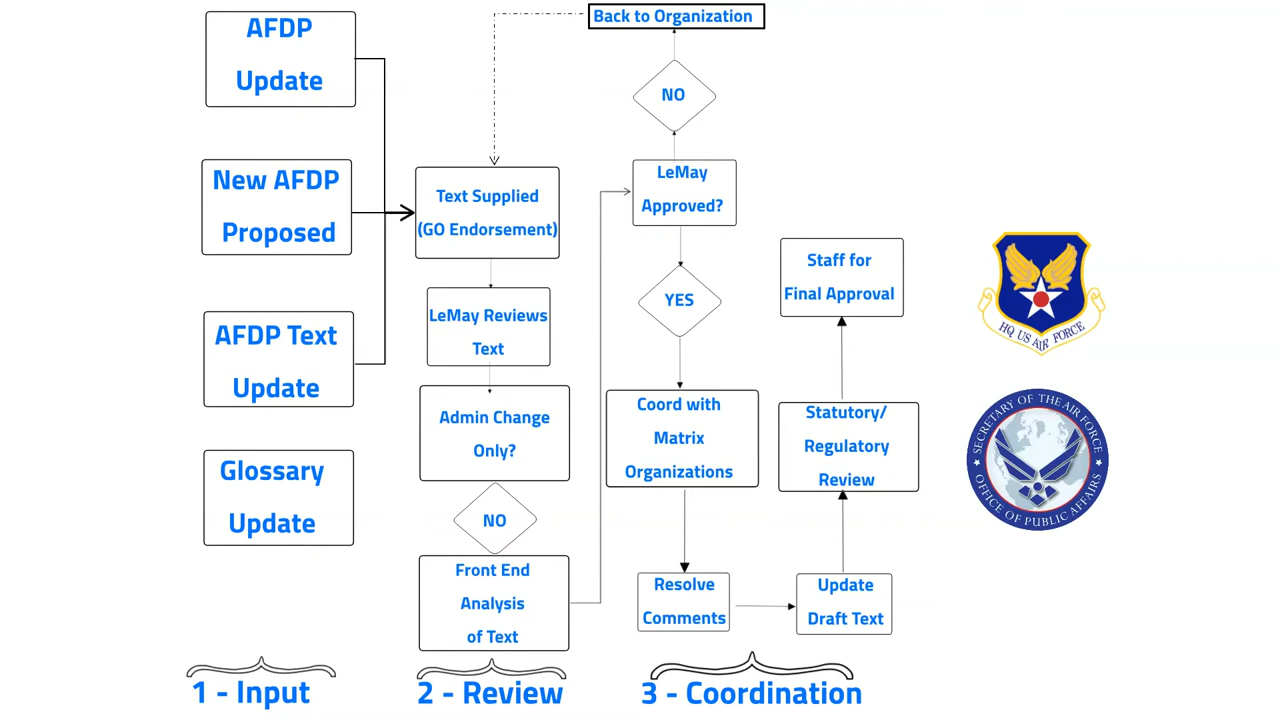 AFDP
Update
New AFDP
Proposed
AFDP Text
Update
Glossary
Update
1 - Input
Text Supplied
(GO Endorsement)
LeMay Reviews
Text
Admin Change
Only?
NO
Front End
Analysis
of Text
2 - Review
Back to Organization
NO
LeMay
Approved?
YES
Coord with
Matrix
Organizations
Resolve
Comments
Update
Draft Text
Statutory/
Regulatory
Review
Staff for
Final Approval
3 - Coordination
HQ US AIR FORCE
SECRETARY OF THE AIR FORCE
OFFICE OF PUBLIC AFFAIRS